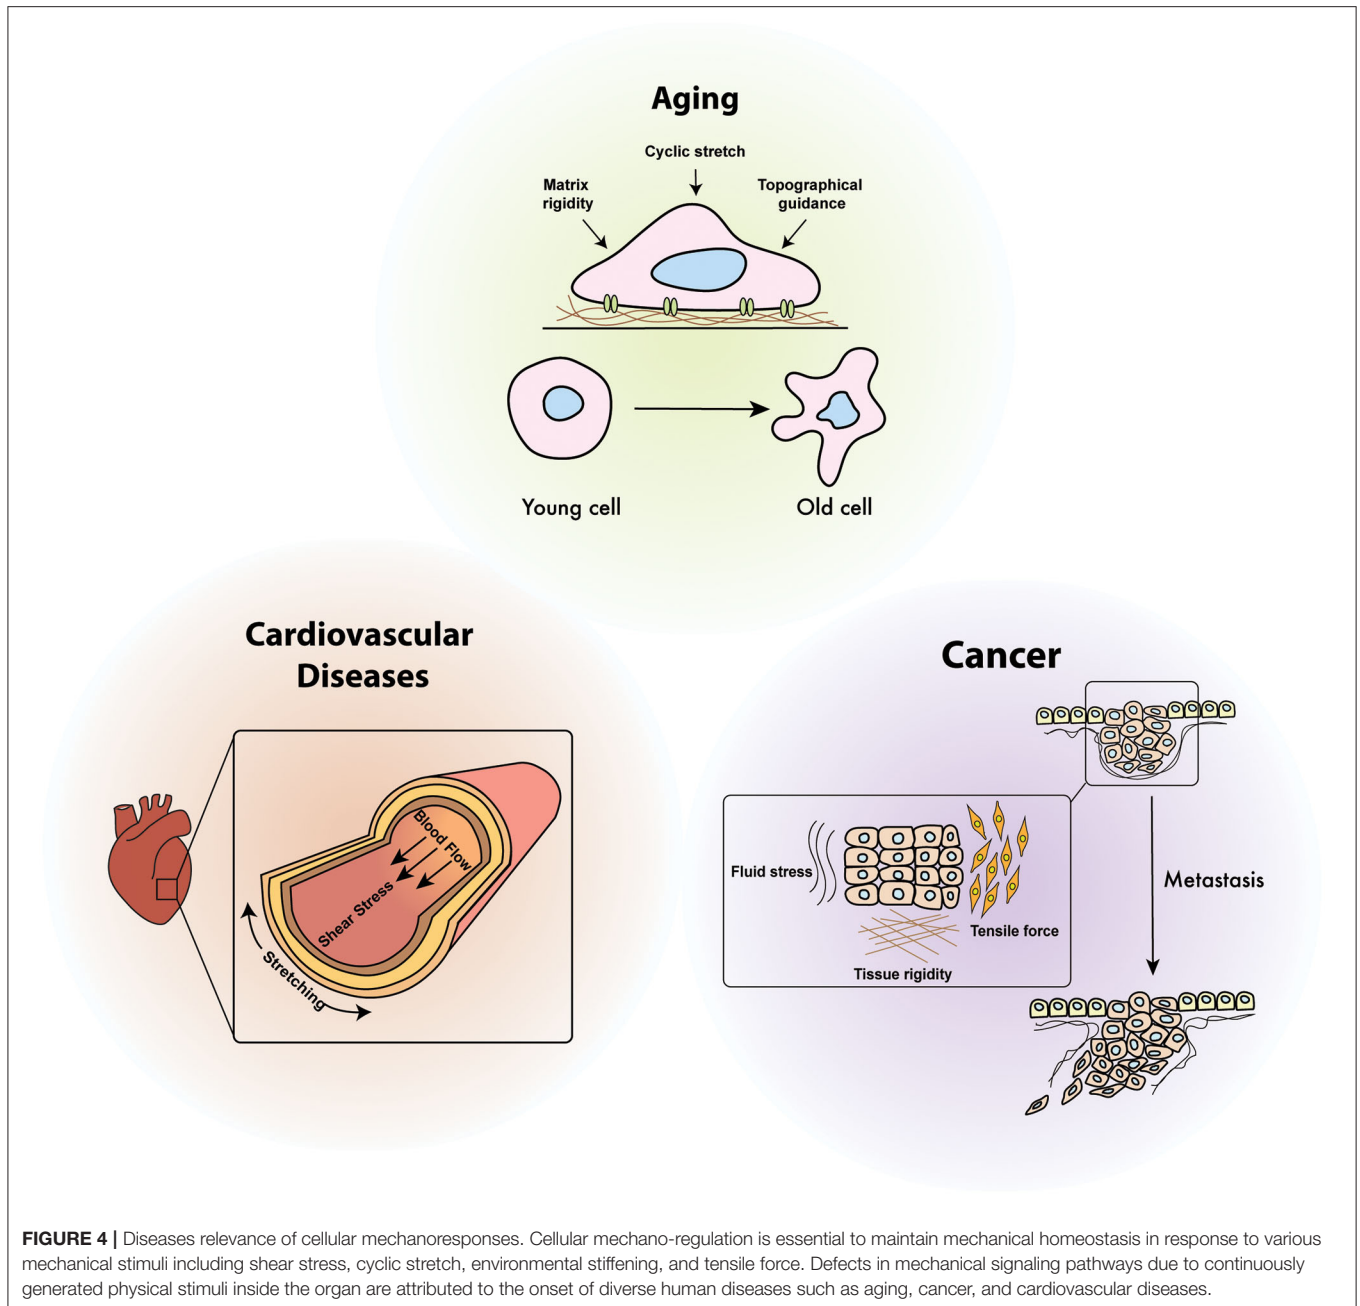 Aging
Cyclic stretch
Matrix
rigidity
Topographical
guidance
Young cell
Old cell
Cardiovascular
Diseases
Blood Flow
Shear Stress
Stretching
Cancer
Fluid stress
Tensile force
Tissue rigidity
Metastasis
FIGURE 4 | Diseases relevance of cellular mechanoresponses. Cellular mechano-regulation is essential to maintain mechanical homeostasis in response to various
mechanical stimuli including shear stress, cyclic stretch, environmental stiffening, and tensile force. Defects in mechanical signaling pathways due to continuously
generated physical stimuli inside the organ are attributed to the onset of diverse human diseases such as aging, cancer, and cardiovascular diseases.